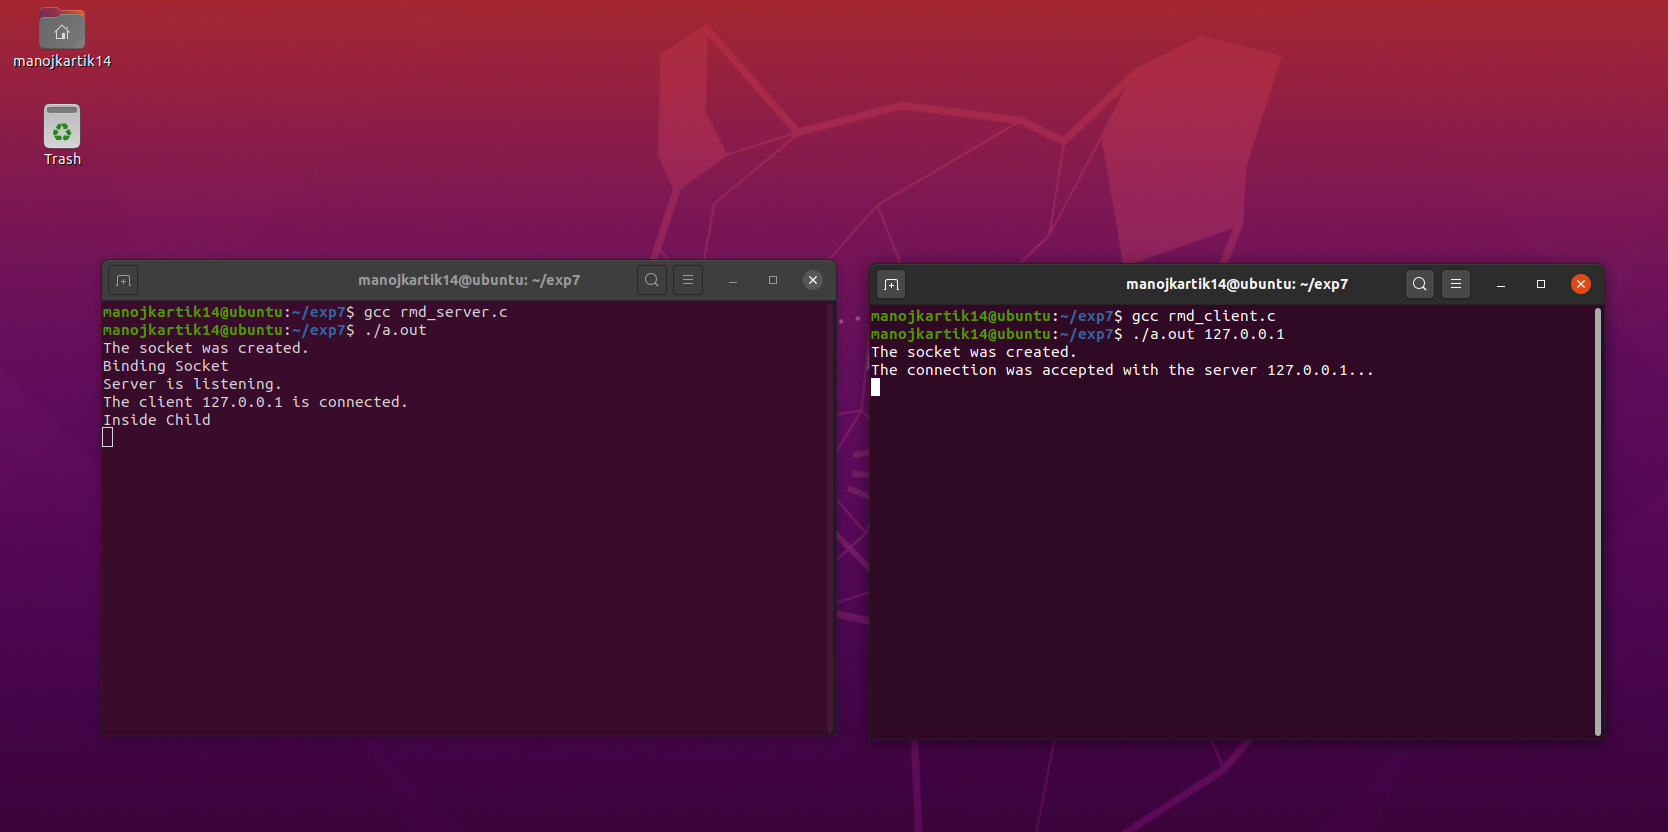 manojkartik14
Trash
manojkartik14@ubuntu: ~/exp7
manojkartik14@ubuntu:~/exp7$ gcc rmd_server.c
manojkartik14@ubuntu:~/exp7$ ./a.out
The socket was created.
Binding Socket
Server is listening.
The client 127.0.0.1 is connected.
Inside Child
manojkartik14@ubuntu: ~/exp7
manojkartik14@ubuntu:~/exp7$ gcc rmd_client.c
manojkartik14@ubuntu:~/exp7$ ./a.out 127.0.0.1
The socket was created.
The connection was accepted with the server 127.0.0.1...